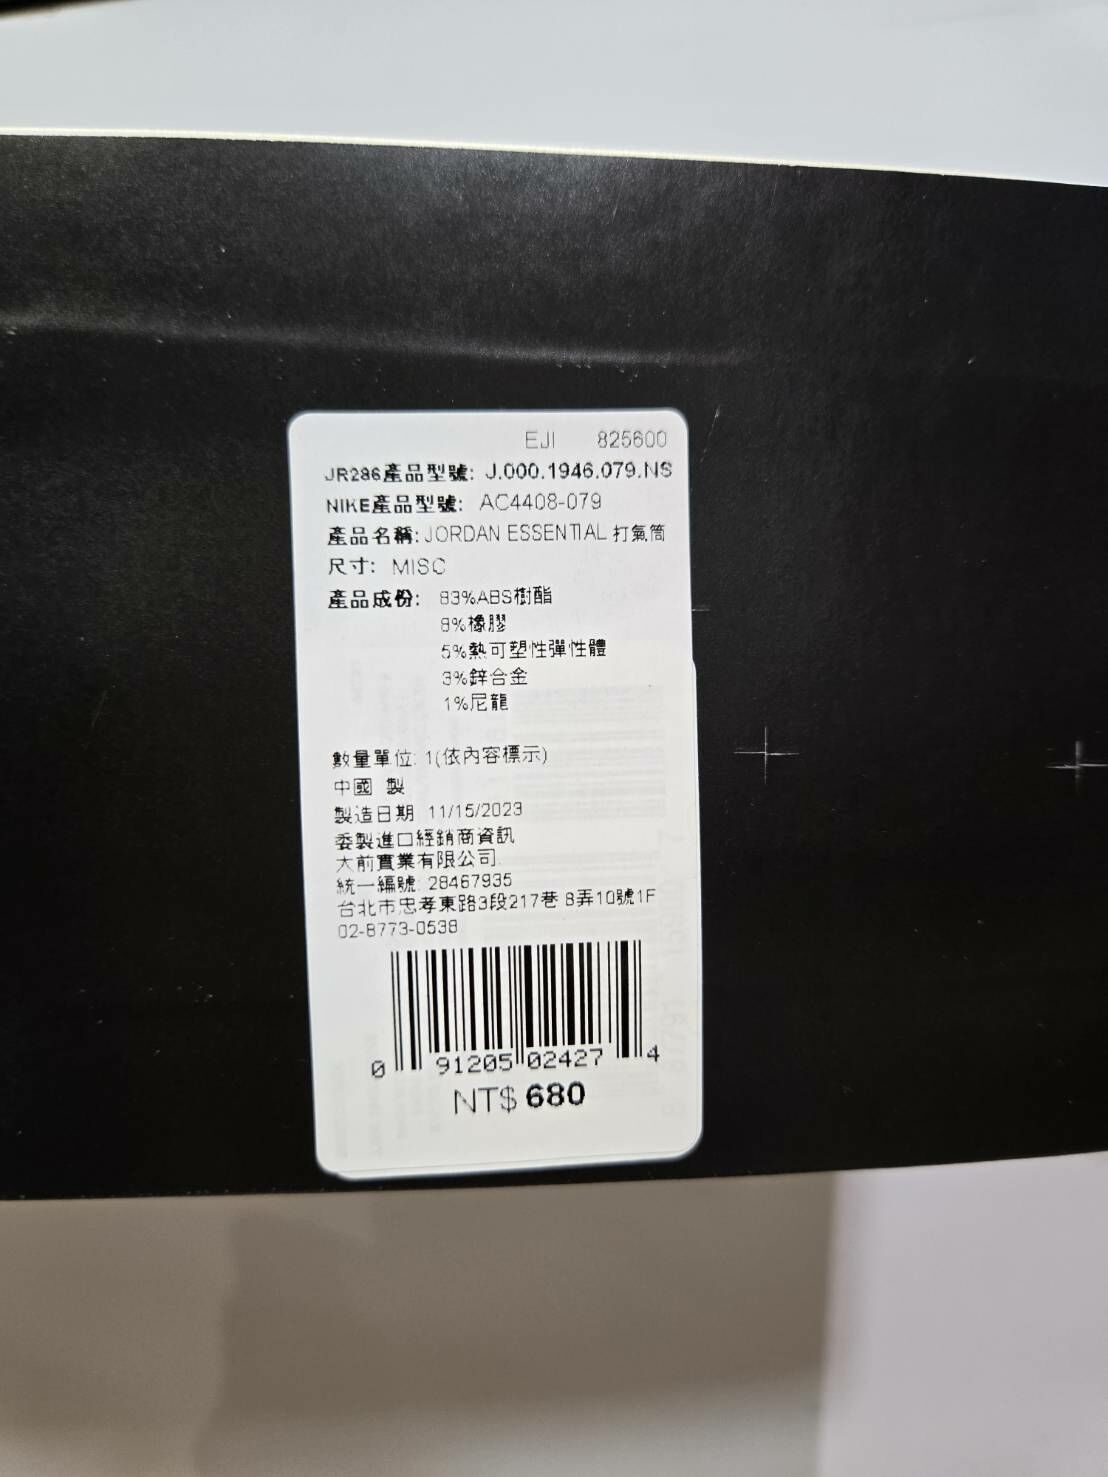 EJI 825600
JR286產品型號: J.000.1946.079.NS
NIKE產品型號: AC4408-079
產品名稱: JORDAN ESSENTIAL 打氣筒
尺寸: MISC
產品成份: 83%ABS樹酯
8%橡膠
5%熱可塑性彈性體
3%鋅合金
1%尼龍
數量單位: 1(依內容標示)
中國 製
製造日期 11/15/2023
委製進口經銷商資訊
大前實業有限公司
統一編號: 28467935
台北市忠孝東路3段217巷 8弄10號1F
02-8773-0538
0 91205 02427 4
NT$ 680